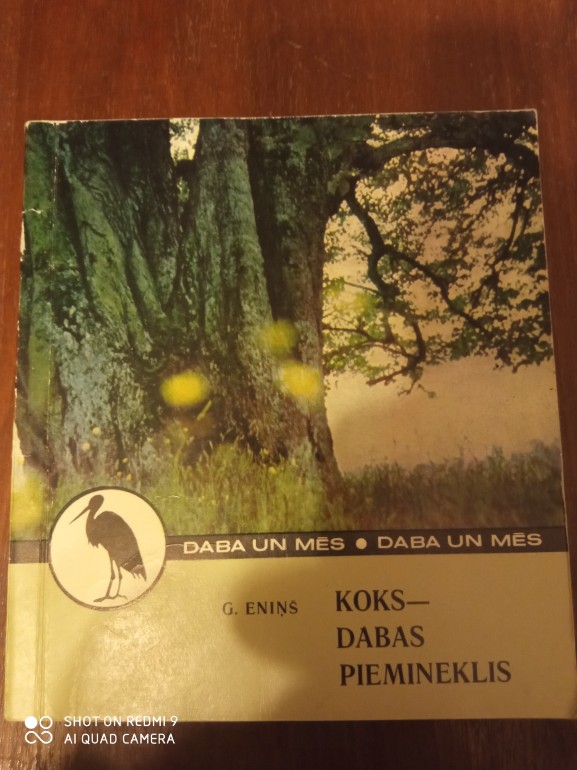 DABA UN MĒS ● DABA UN MĒS
G. ENIŅŠ
KOKS—
DABAS
PIEMINEKLIS
SHOT ON REDMI 9
AI QUAD CAMERA